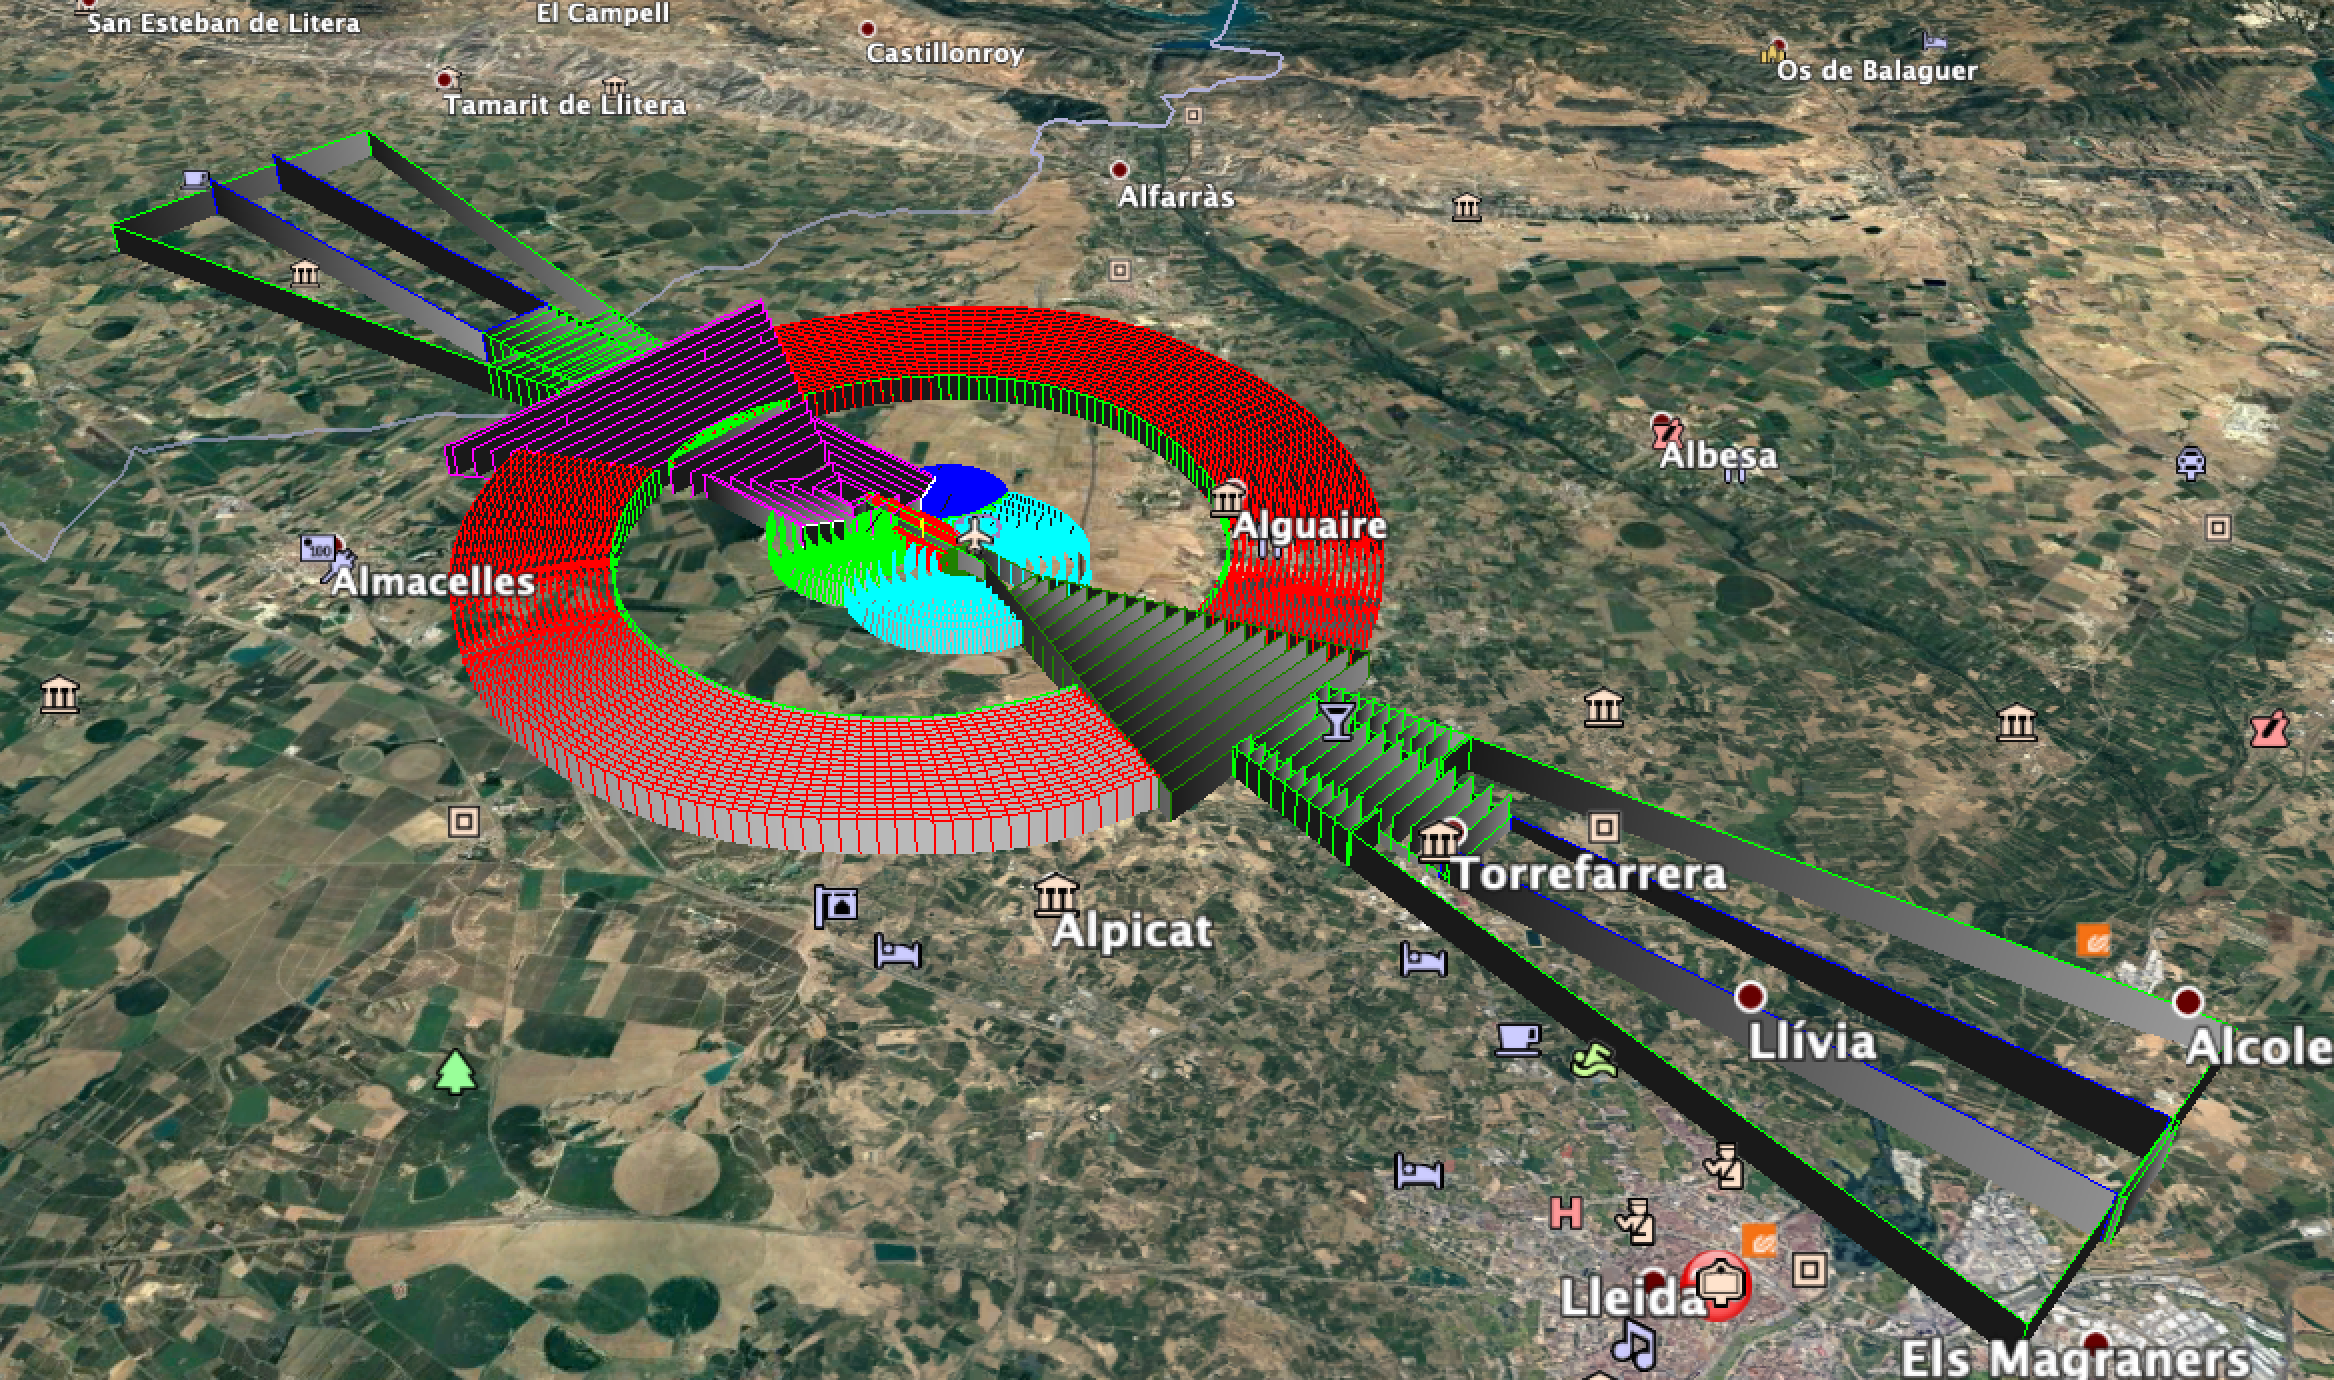 El Campell
San Esteban de Litera
Castillonroy
Os de Balaguer
Tamarit de Llitera
Alfarràs
Albesa
Alguaire
100
Almacelles
Torrefarrera
Alpicat
Llívia
Alcole
H
Lleida
Els Magraners